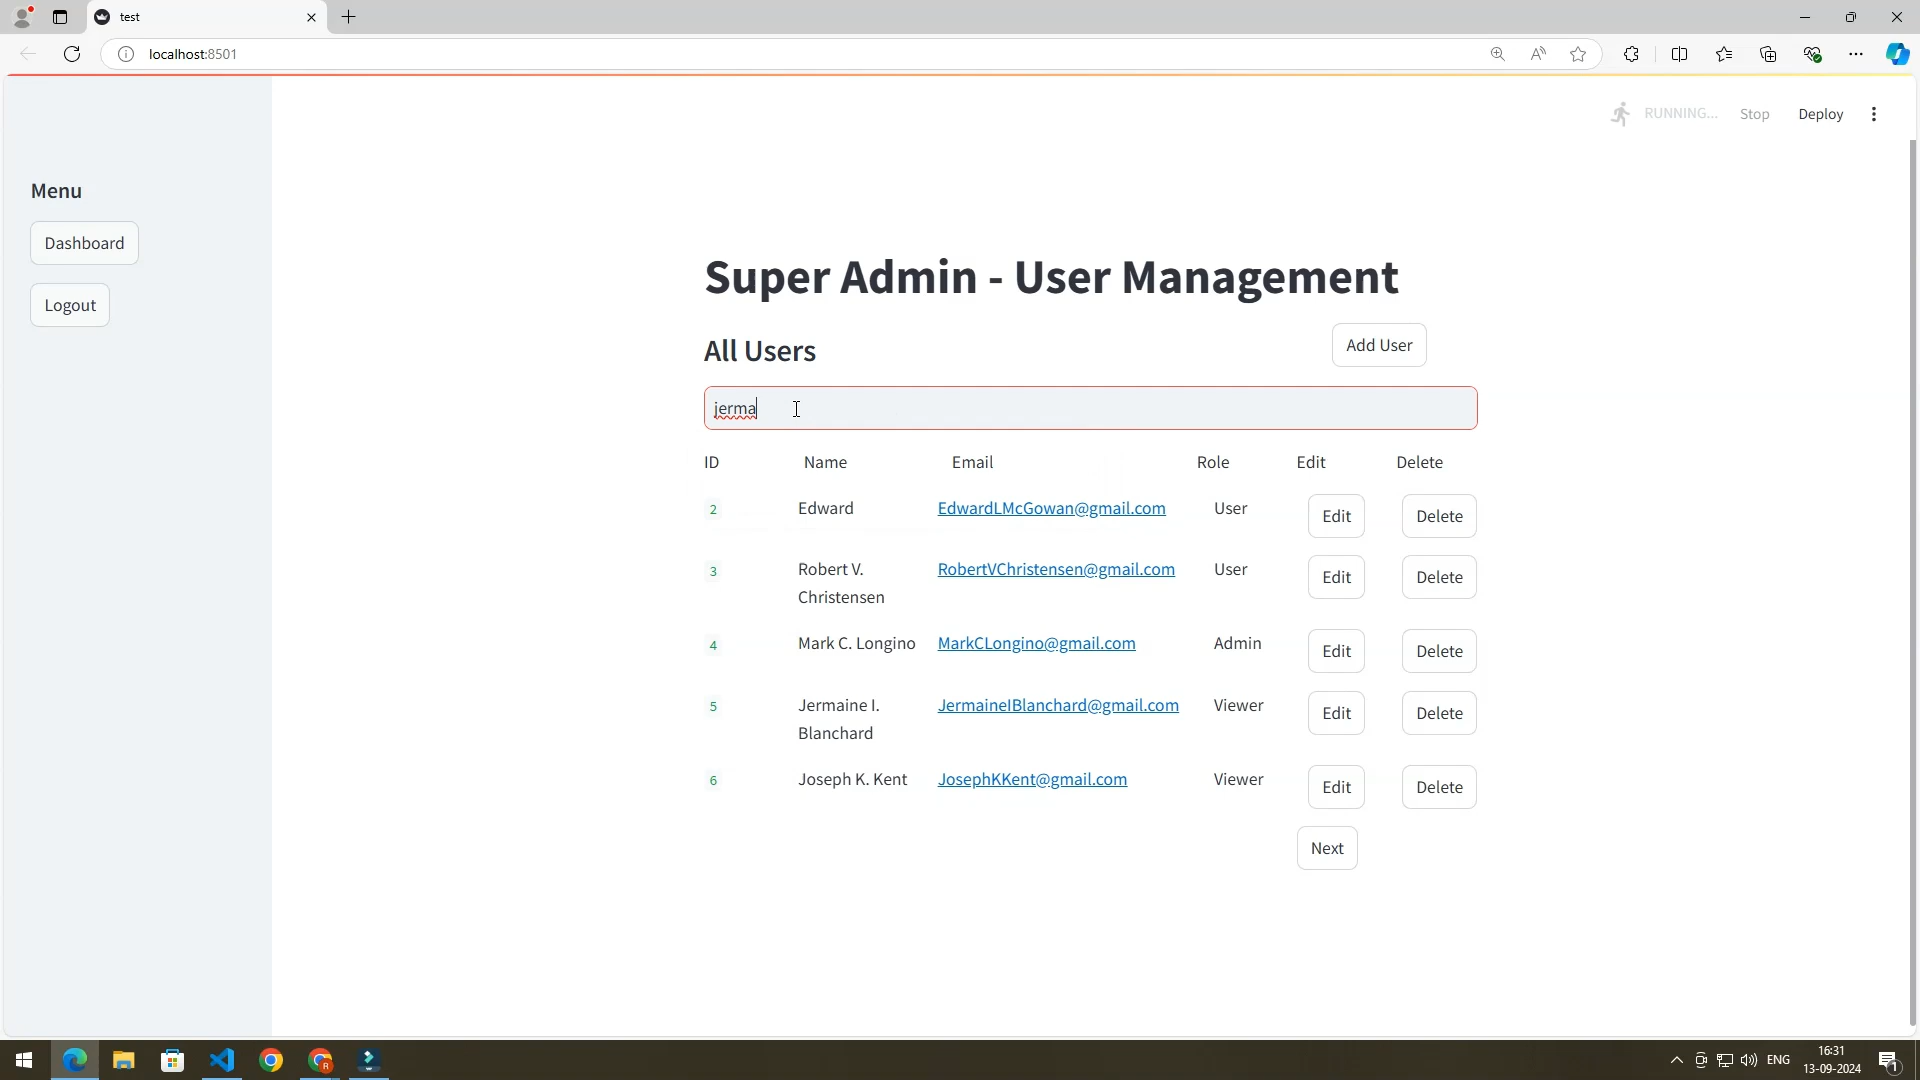 test
localhost:8501
RUNNING...
Stop
Deploy
Menu
Dashboard
Logout
Super Admin - User Management
All Users
Add User
jerma
ID Name Email Role Edit Delete
2 Edward EdwardLMcGowan@gmail.com User Edit Delete
3 Robert V. RobertVChristensen@gmail.com User Edit Delete
Christensen
4 Mark C. Longino MarkCLongino@gmail.com Admin Edit Delete
5 Jermaine I. JermaineIBlanchard@gmail.com Viewer Edit Delete
Blanchard
6 Joseph K. Kent JosephKKent@gmail.com Viewer Edit Delete
Next
ENG
16:31
13-09-2024
1